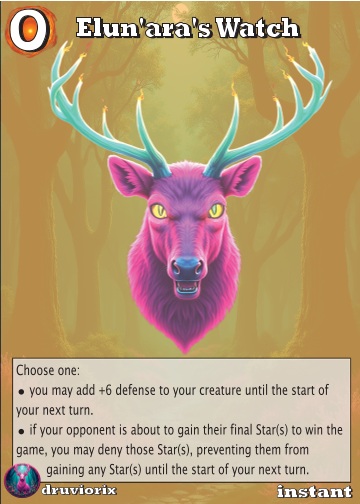 0 Elun'ara's Watch
Choose one:
• you may add +6 defense to your creature until the start of
your next turn.
• if your opponent is about to gain their final Star(s) to win the
game, you may deny those Star(s), preventing them from
gaining any Star(s) until the start of your next turn.
druviorix instant